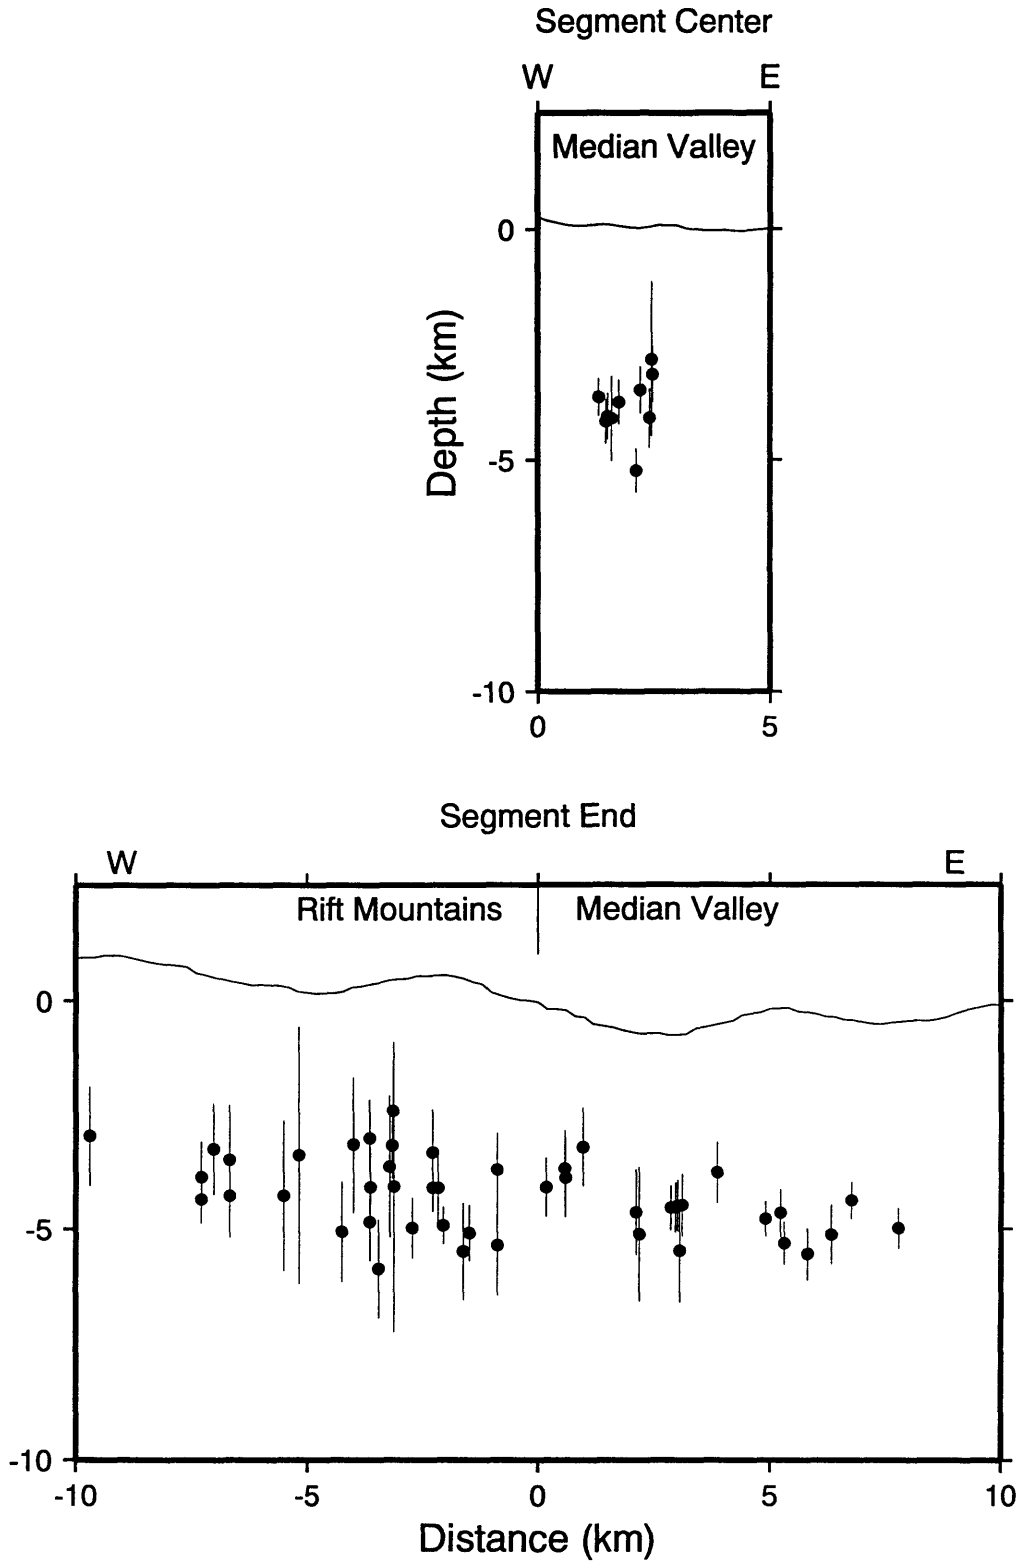 Segment Center
W E
Median Valley
0
-5
-10
Depth (km)
0 5
Segment End
W E
Rift Mountains Median Valley
0
-5
-10
-10 -5 0 5 10
Distance (km)